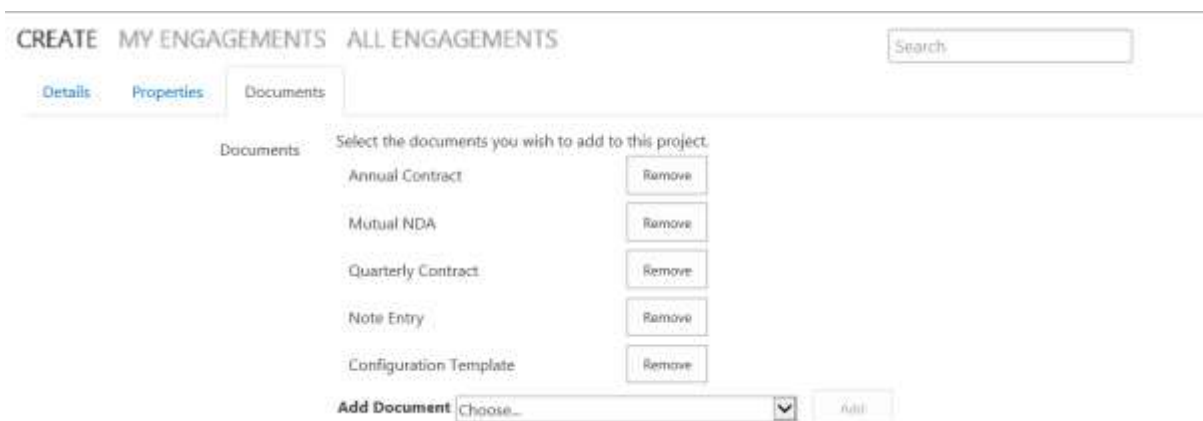 CREATE MY ENGAGEMENTS ALL ENGAGEMENTS Search
Details Properties Documents
Documents Select the documents you wish to add to this project.
Annual Contract Remove
Mutual NDA Remove
Quarterly Contract Remove
Note Entry Remove
Configuration Template Remove
Add Document Choose... Add